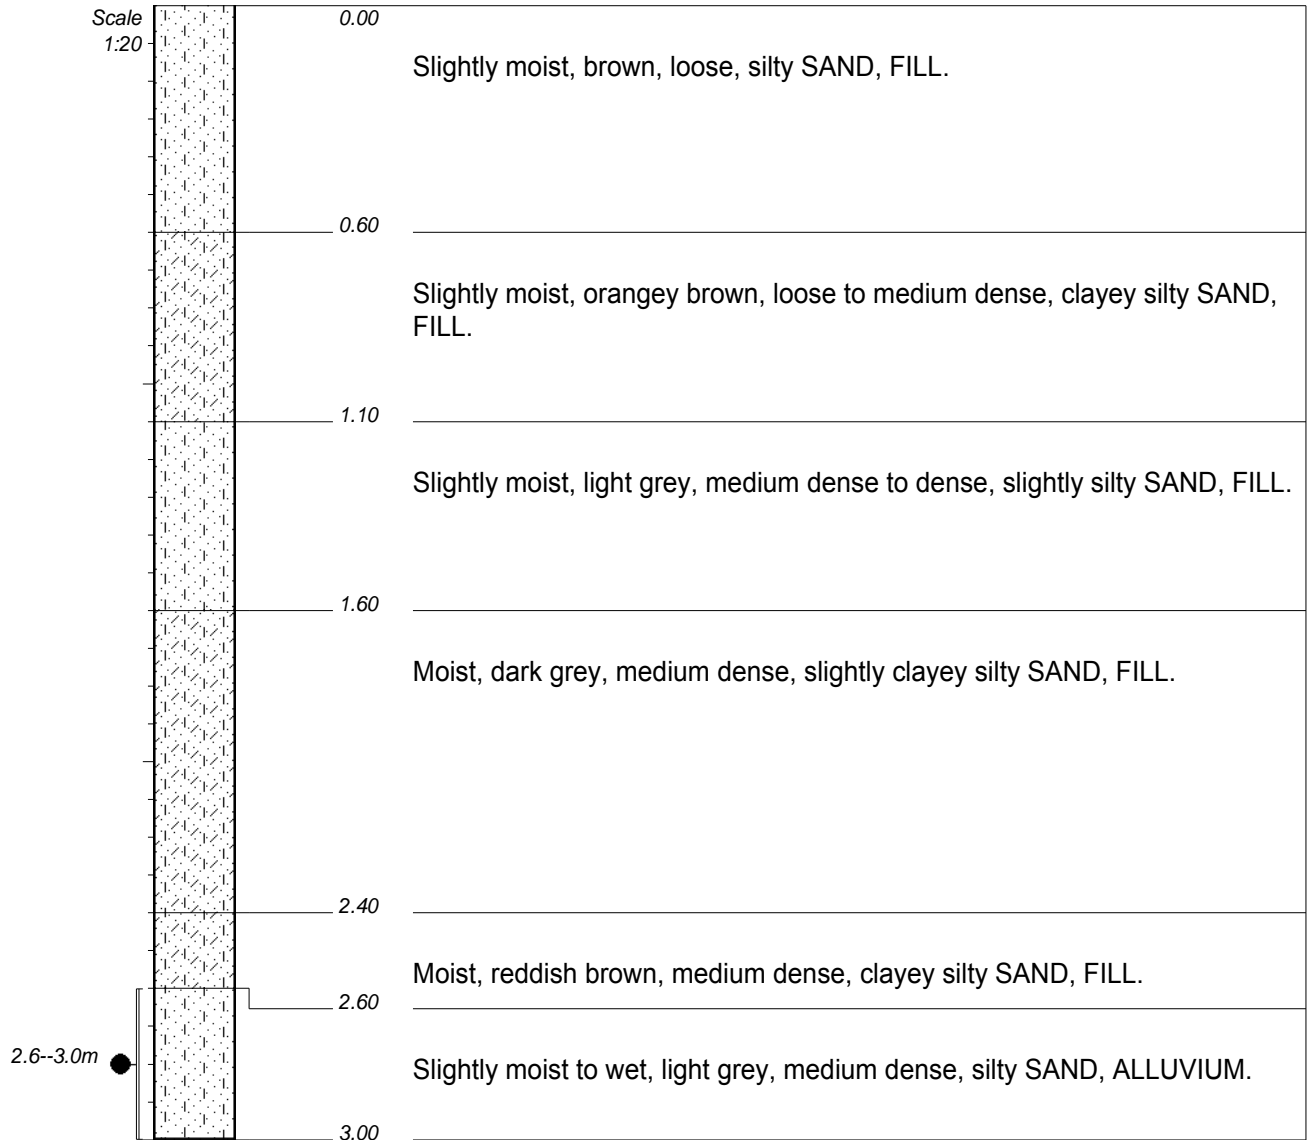 Scale
1:20
0.00
Slightly moist, brown, loose, silty SAND, FILL.
0.60
Slightly moist, orangey brown, loose to medium dense, clayey silty SAND,
FILL.
1.10
Slightly moist, light grey, medium dense to dense, slightly silty SAND, FILL.
1.60
Moist, dark grey, medium dense, slightly clayey silty SAND, FILL.
2.40
Moist, reddish brown, medium dense, clayey silty SAND, FILL.
2.60
2.6--3.0m
Slightly moist to wet, light grey, medium dense, silty SAND, ALLUVIUM.
3.00